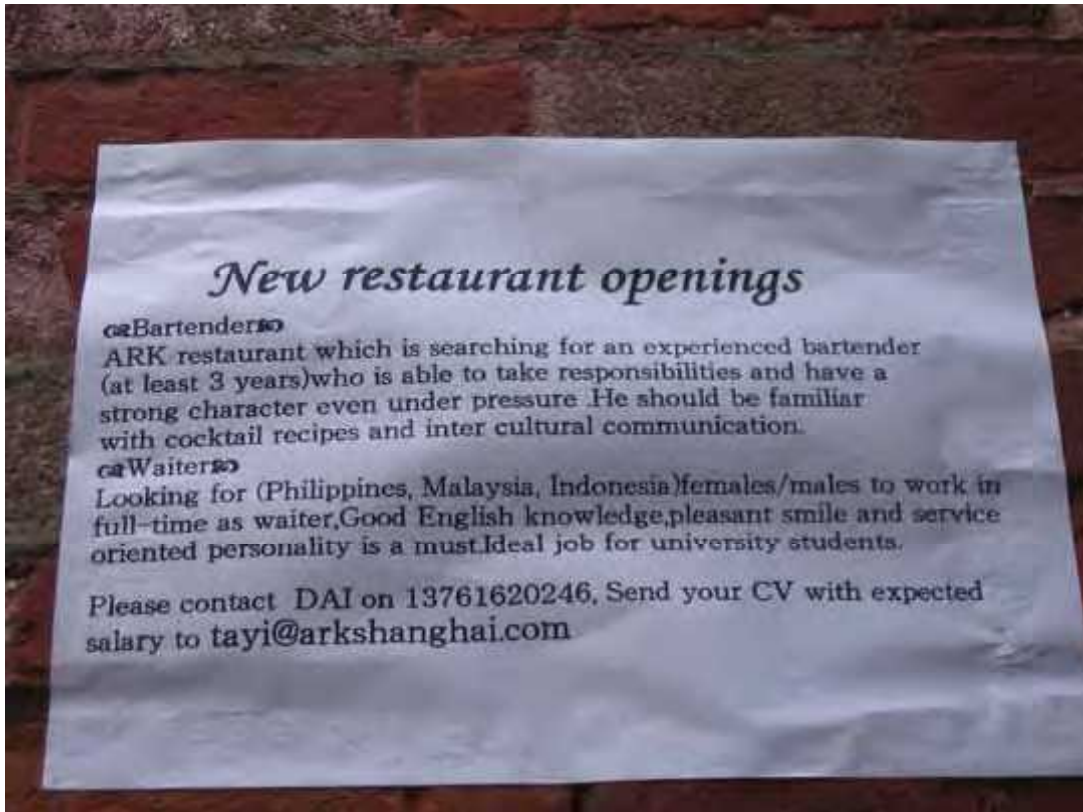 New restaurant openings
Bartender
ARK restaurant which is searching for an experienced bartender
(at least 3 years)who is able to take responsibilities and have a
strong character even under pressure .He should be familiar
with cocktail recipes and inter cultural communication.
Waiter
Looking for (Philippines, Malaysia, Indonesia)females/males to work in
full-time as waiter,Good English knowledge,pleasant smile and service
oriented personality is a must.Ideal job for university students.
Please contact DAI on 13761620246, Send your CV with expected
salary to tayi@arkshanghai.com